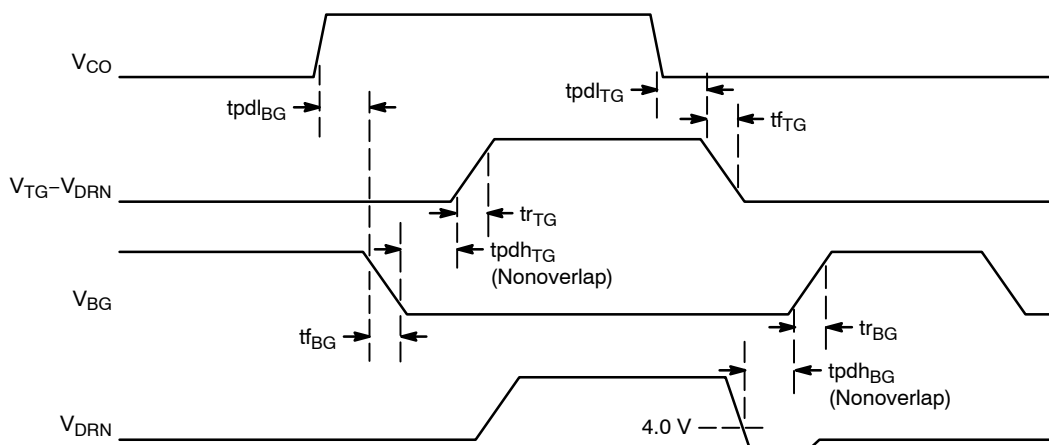 V_CO
tpdl_BG
tpdl_TG
tf_TG
V_TG–V_DRN
tr_TG
tpdh_TG
(Nonoverlap)
V_BG
tf_BG
tr_BG
tpdh_BG
(Nonoverlap)
V_DRN
4.0 V